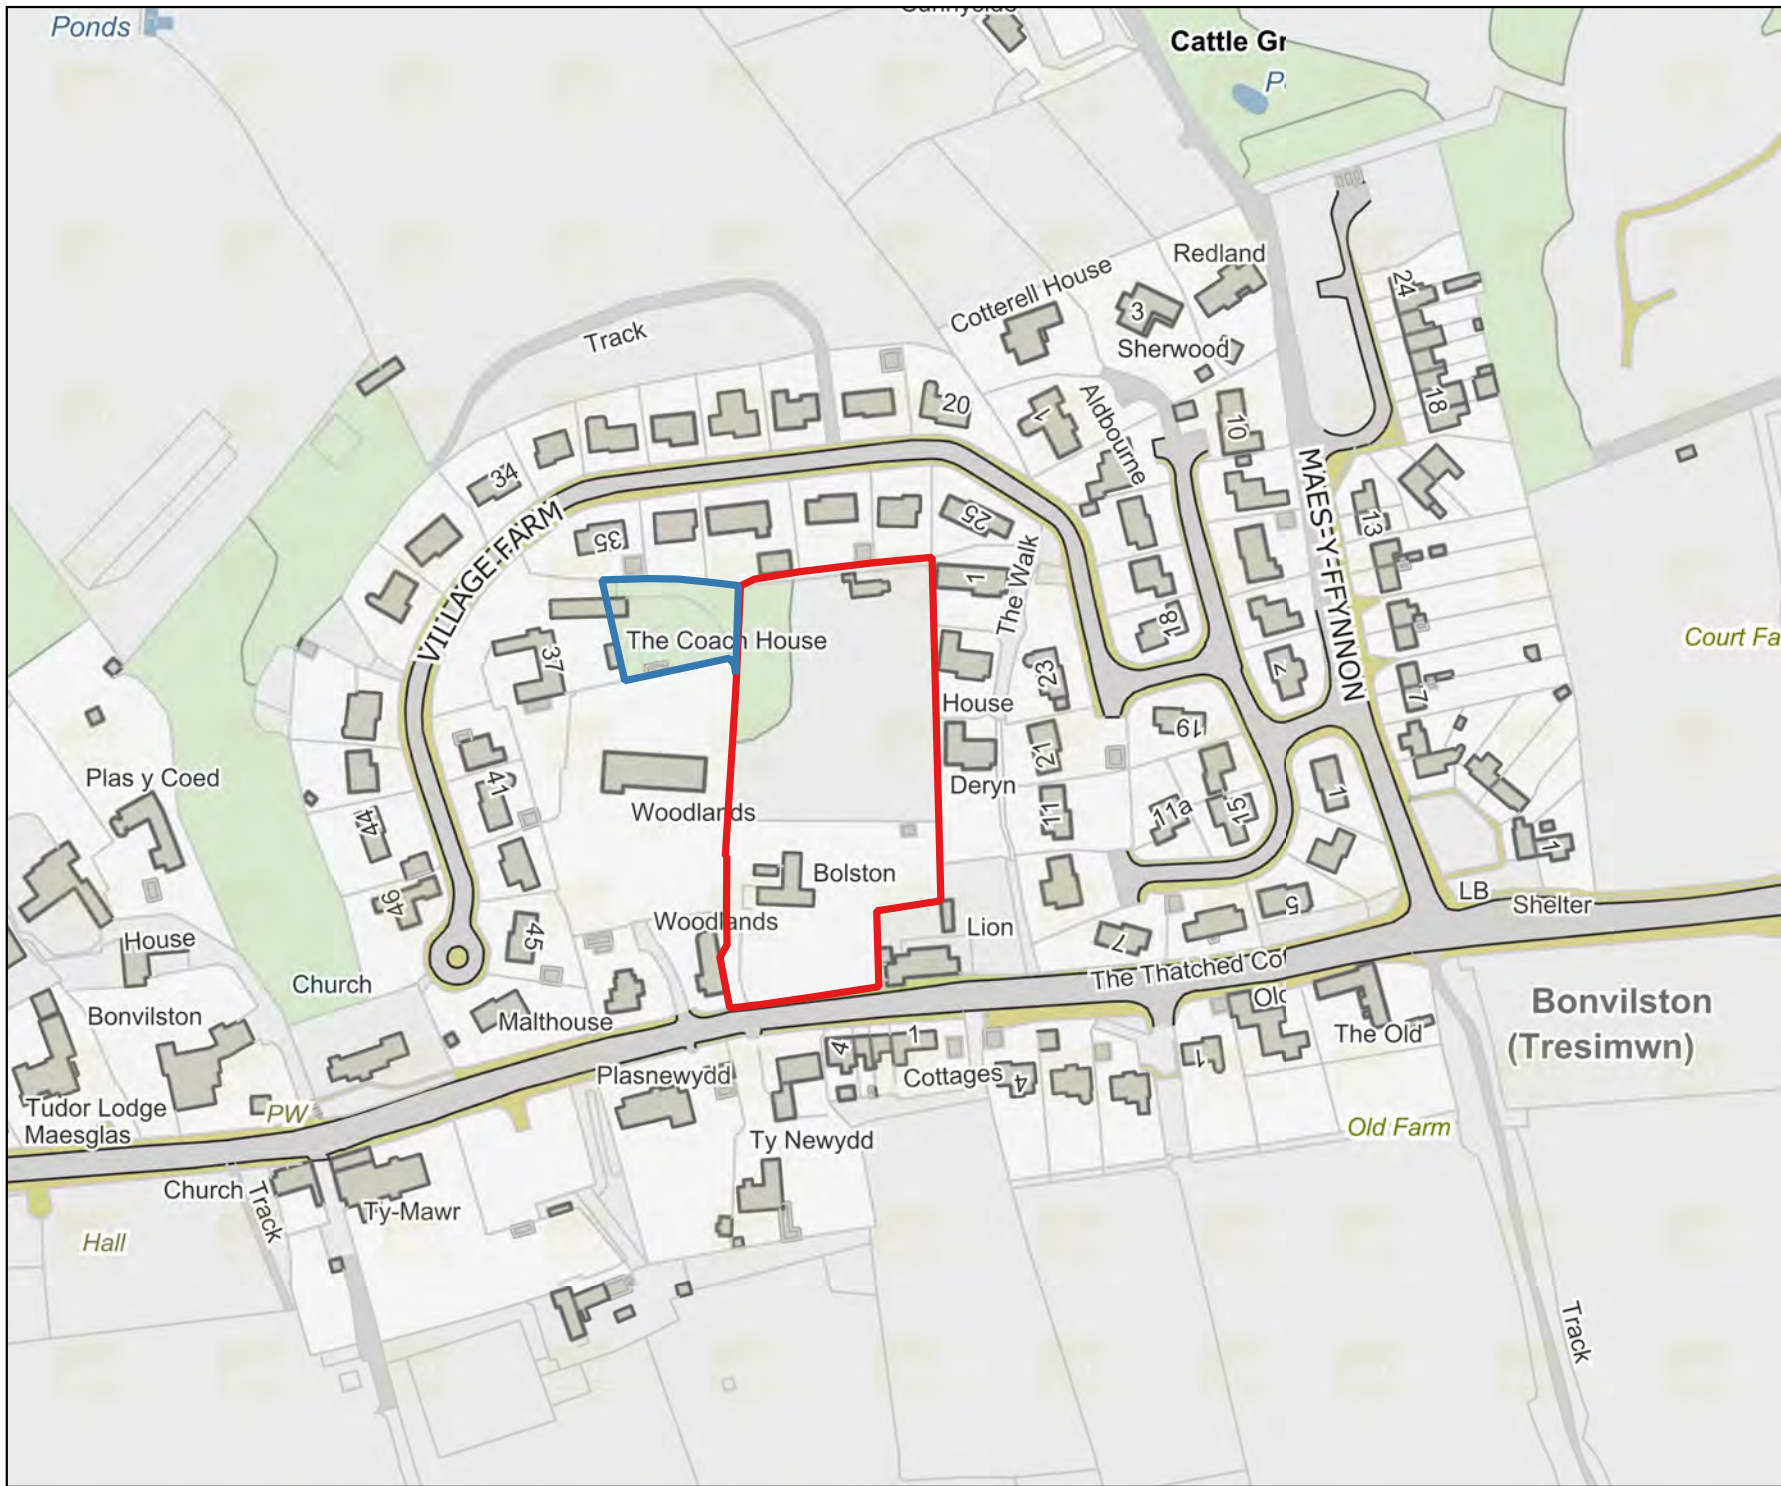 Ponds
Cattle Gr
P
Redland
Cotterell House
3
24
Track
Sherwood
20
1
Aldbourne
10
18
34
MAES-Y-FFYNNON
VILLAGE FARM
35
25
13
1
The Walk
18
Court Fa
The Coach House
37
23
2
7
House
19
21
Plas y Coed
41
Deryn
Woodlands
44
11
11a
15
1
1
Bolston
46
Woodlands
5
LB
Shelter
House
45
Lion
7
The Thatched Cot
Church
Bonvilston
Malthouse
Old
Bonvilston
(Tresimwn)
The Old
1
4
1
Plasnewydd
Cottages
4
Tudor Lodge
PW
Maesglas
Ty Newydd
Old Farm
Church
Track
Ty-Mawr
Hall
Track